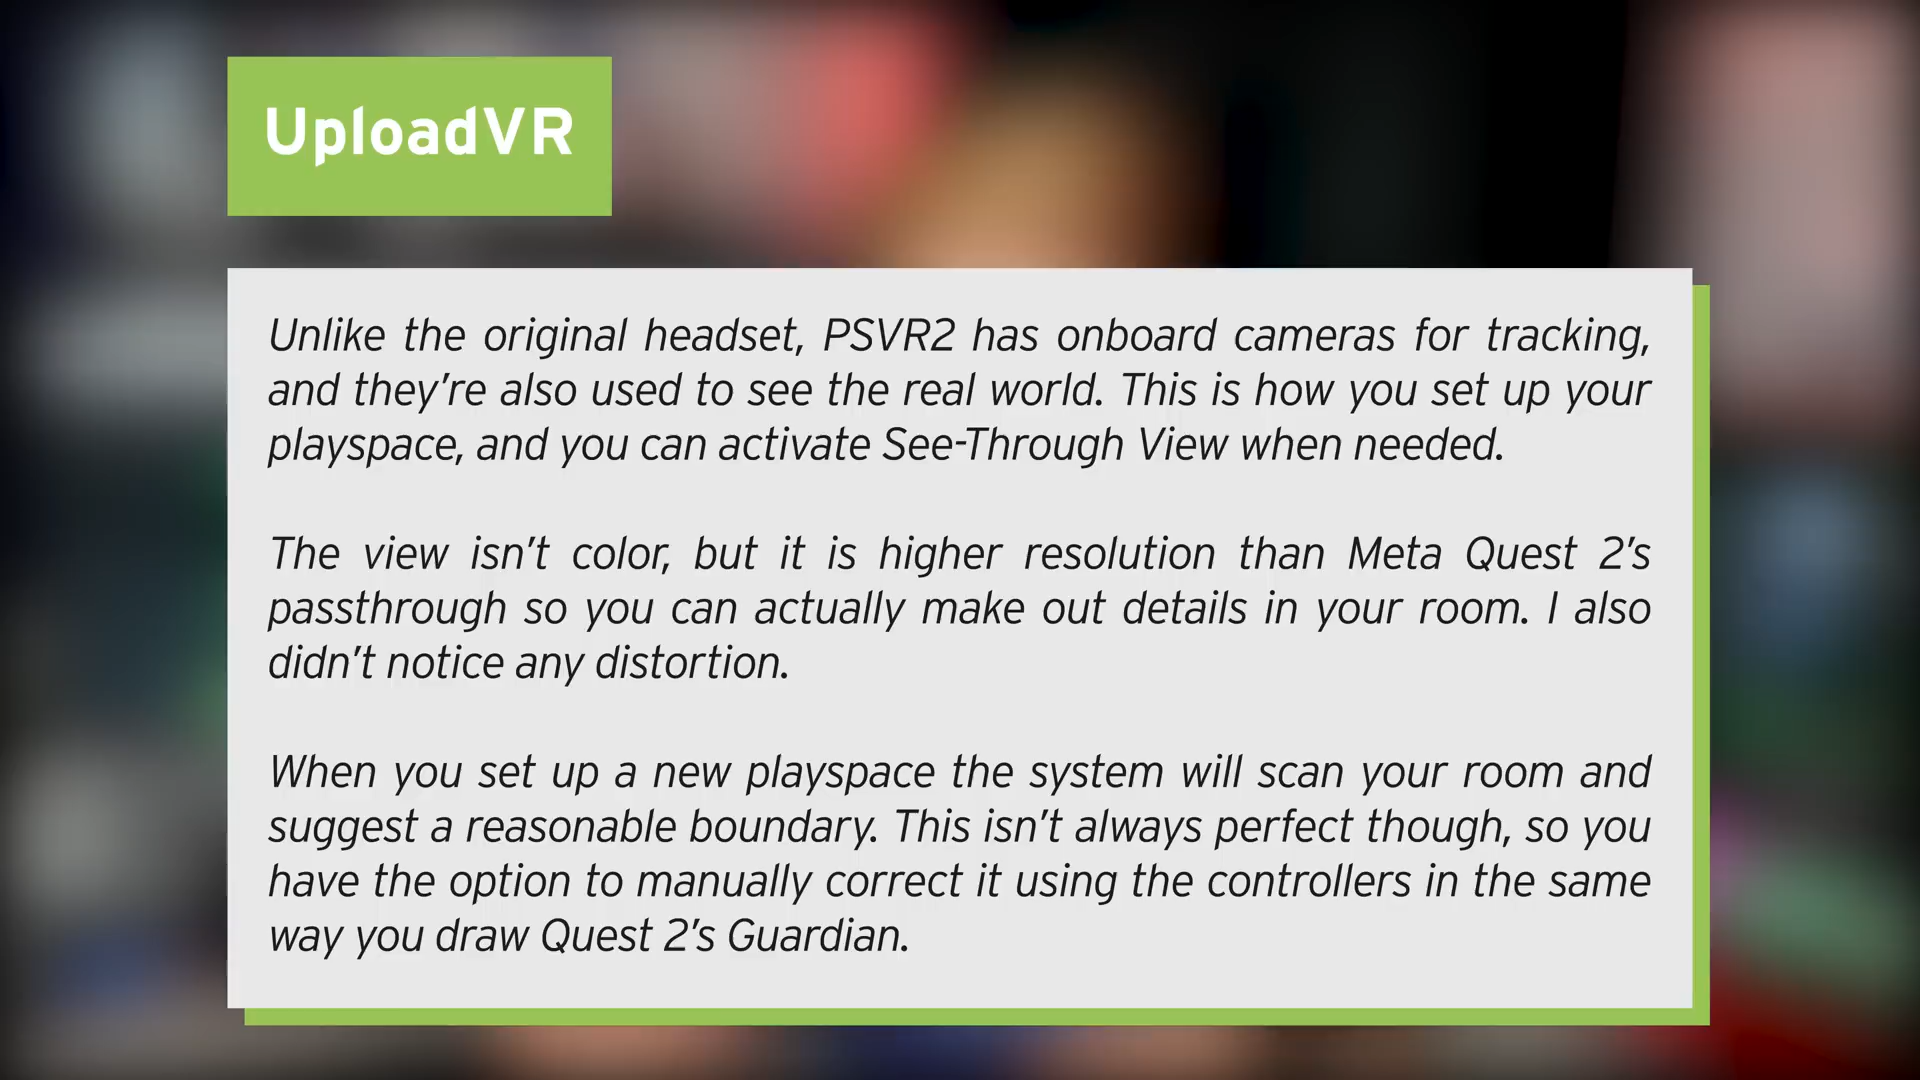 UploadVR
Unlike the original headset, PSVR2 has onboard cameras for tracking,
and they're also used to see the real world. This is how you set up your
playspace, and you can activate See-Through View when needed.
The view isn't color, but it is higher resolution than Meta Quest 2's
passthrough so you can actually make out details in your room. I also
didn't notice any distortion.
When you set up a new playspace the system will scan your room and
suggest a reasonable boundary. This isn't always perfect though, so you
have the option to manually correct it using the controllers in the same
way you draw Quest 2's Guardian.